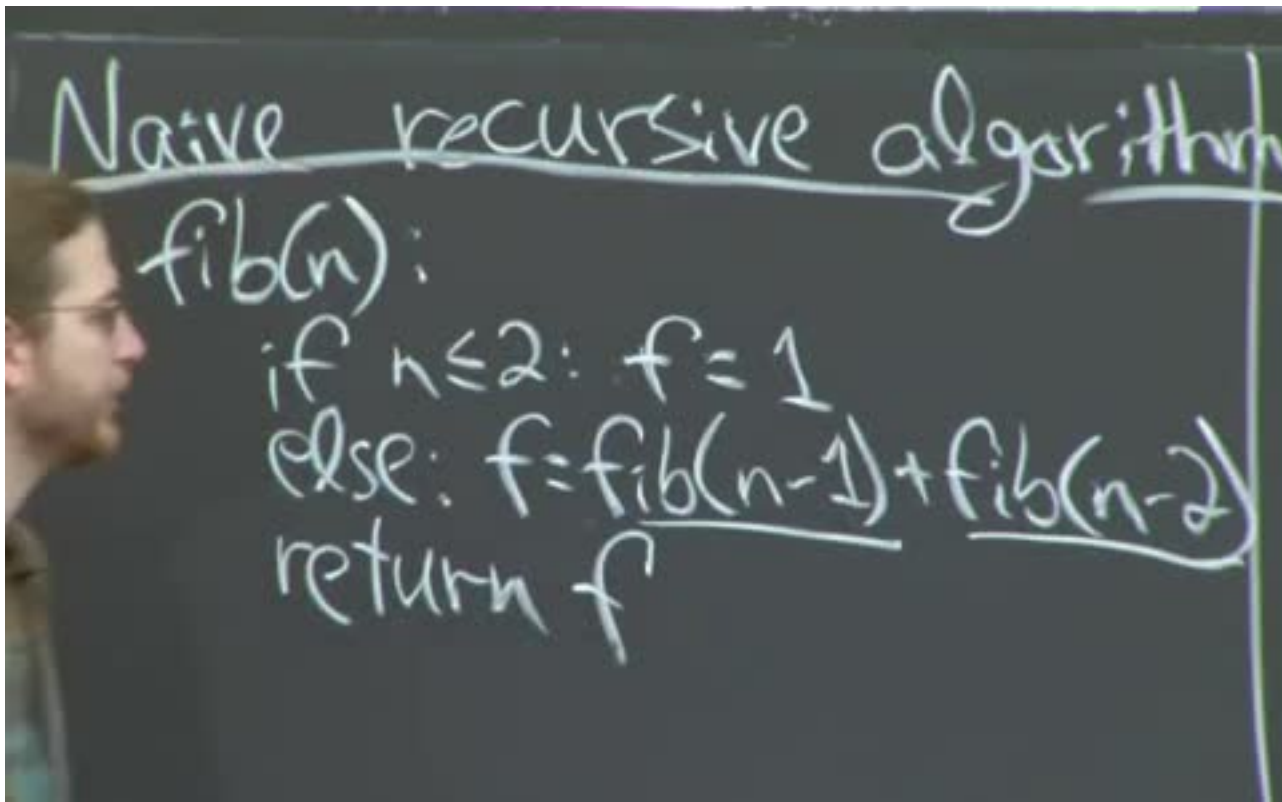 Naive recursive algorithm
fib(n):
if n≤2: f = 1
else: f=fib(n-1)+fib(n-2)
return f